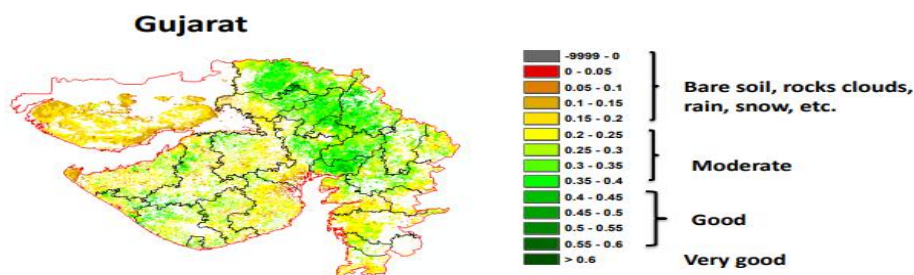 Gujarat
-9999 - 0
0 - 0.05
0.05 - 0.1
0.1 - 0.15
0.15 - 0.2
0.2 - 0.25
0.25 - 0.3
0.3 - 0.35
0.35 - 0.4
0.4 - 0.45
0.45 - 0.5
0.5 - 0.55
0.55 - 0.6
> 0.6
Bare soil, rocks clouds,
rain, snow, etc.
Moderate
Good
Very good